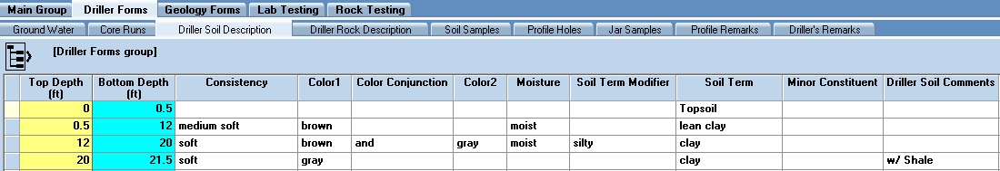 Main Group Driller Forms Geology Forms Lab Testing Rock Testing
Ground Water Core Runs Driller Soil Description Driller Rock Description Soil Samples Profile Holes Jar Samples Profile Remarks Driller's Remarks
[Driller Forms group]
Top Depth (ft) Bottom Depth (ft) Consistency Color1 Color Conjunction Color2 Moisture Soil Term Modifier Soil Term Minor Constituent Driller Soil Comments
0 0.5 Topsoil
0.5 12 medium soft brown moist lean clay
12 20 soft brown and gray moist silty clay
20 21.5 soft gray clay w/ Shale